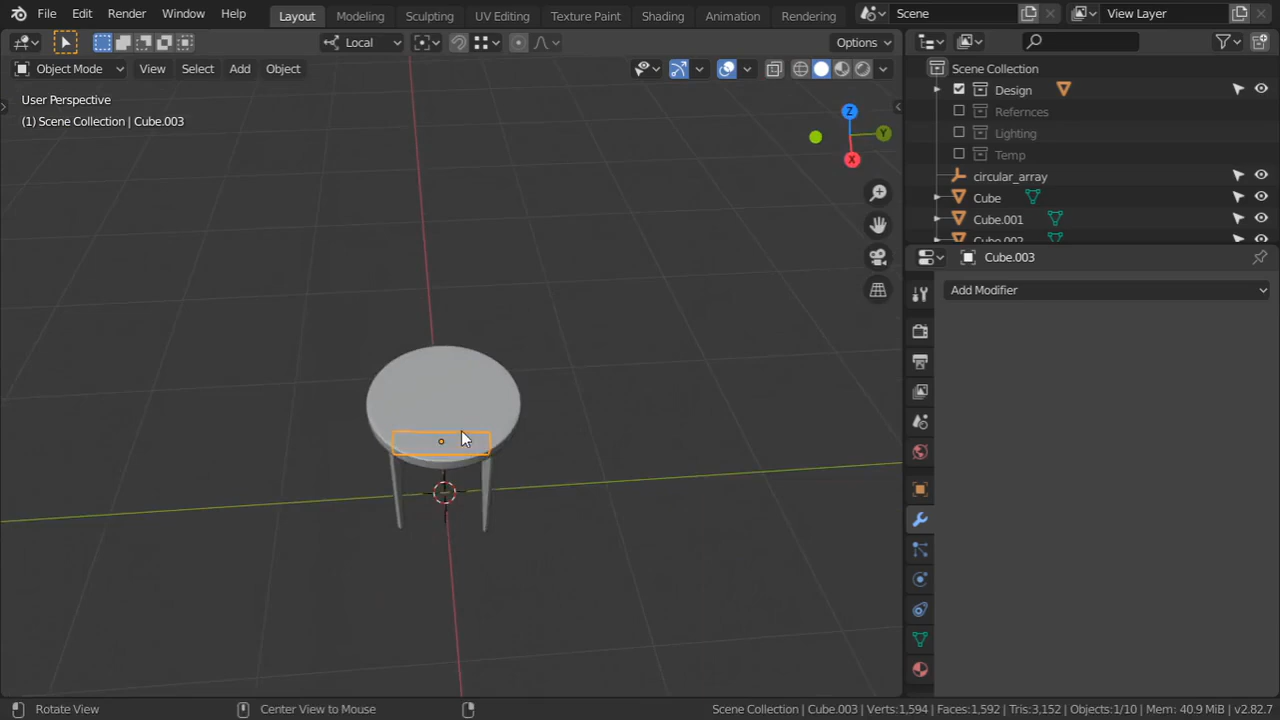 File Edit Render Window Help Layout Modeling Sculpting UV Editing Texture Paint Shading Animation Rendering Scene View Layer
Local Options
Object Mode View Select Add Object
Scene Collection
User Perspective
(1) Scene Collection | Cube.003
Design
Refernces
Lighting
Temp
circular_array
Cube
Cube.001
Cube.002
Z
Y
X
Cube.003
Add Modifier
Rotate View Center View to Mouse Scene Collection | Cube.003 | Verts:1,594 | Faces:1,592 | Tris:3,152 | Objects:1/10 | Mem: 40.9 MiB | v2.82.7